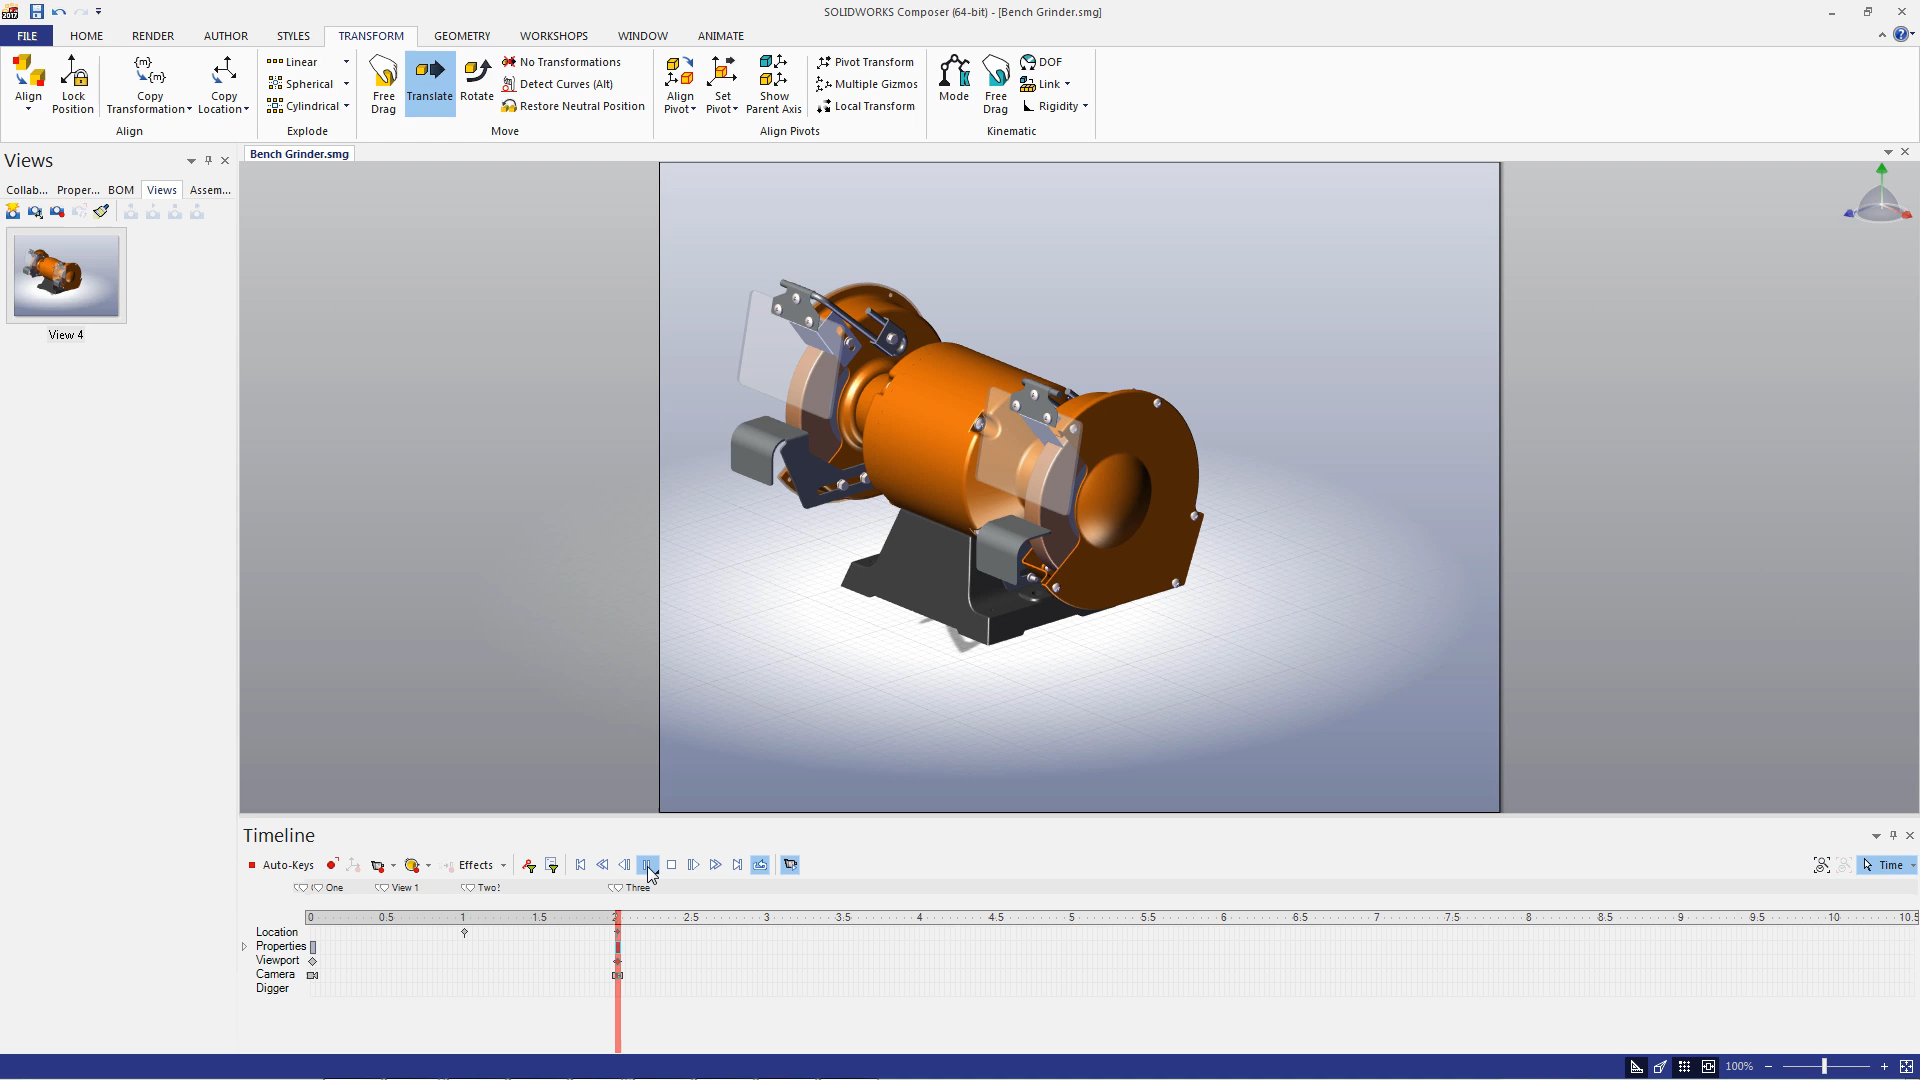 SOLIDWORKS Composer (64-bit) - [Bench Grinder.smg]
FILE HOME RENDER AUTHOR STYLES TRANSFORM GEOMETRY WORKSHOPS WINDOW ANIMATE
Align
Lock Position
Copy Transformation
Copy Location
Align
Linear
Spherical
Cylindrical
Explode
Free Drag
Translate
Rotate
No Transformations
Detect Curves (Alt)
Restore Neutral Position
Move
Align Pivot
Set Pivot
Show Parent Axis
Pivot Transform
Multiple Gizmos
Local Transform
Align Pivots
Mode
Free Drag
DOF
Link
Rigidity
Kinematic
Views
Bench Grinder.smg
Collab... Proper... BOM Views Assem...
View 4
Timeline
Auto-Keys
Effects
Time
One View 1 Two! Three
0 0.5 1 1.5 2 2.5 3 3.5 4 4.5 5 5.5 6 6.5 7 7.5 8 8.5 9 9.5 10 10.5
Location
Properties
Viewport
Camera
Digger
100%